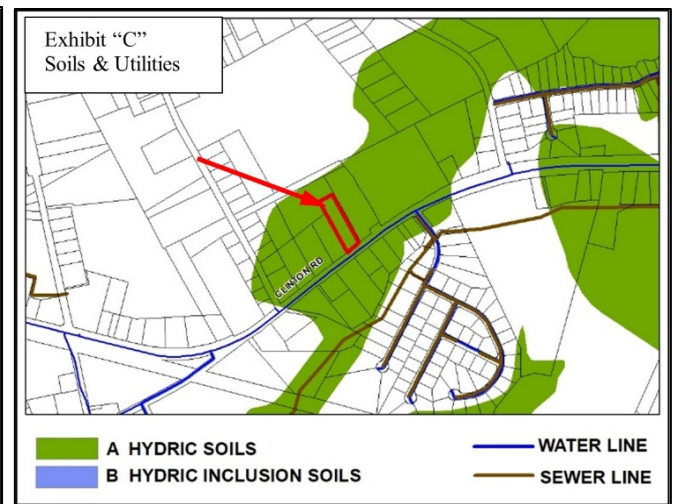 Exhibit “C”
Soils & Utilities
CLINTON RD
A HYDRIC SOILS
B HYDRIC INCLUSION SOILS
WATER LINE
SEWER LINE